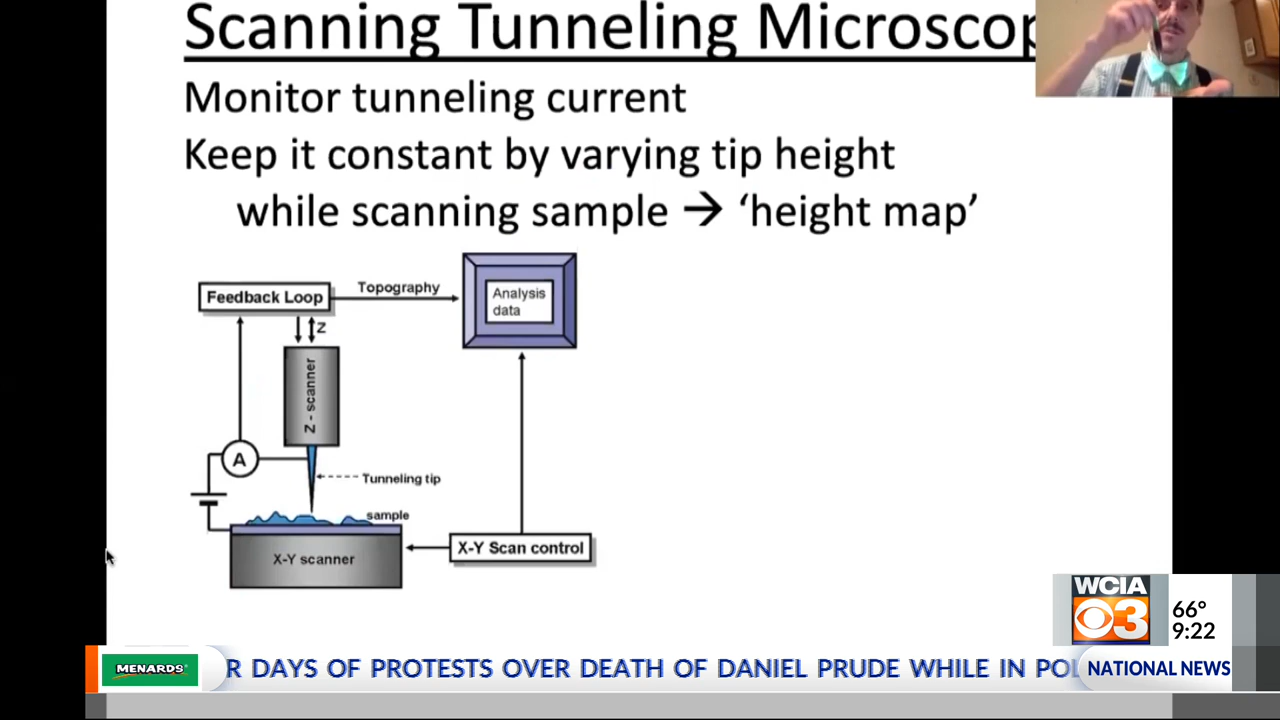 Scanning Tunneling Microscop
Monitor tunneling current
Keep it constant by varying tip height
while scanning sample → ‘height map’
Feedback Loop
Topography
Analysis
data
Z
Z - scanner
A
Tunneling tip
sample
X-Y scanner
X-Y Scan control
WCIA
3
66°
9:22
MENARDS®
R DAYS OF PROTESTS OVER DEATH OF DANIEL PRUDE WHILE IN POL
NATIONAL NEWS